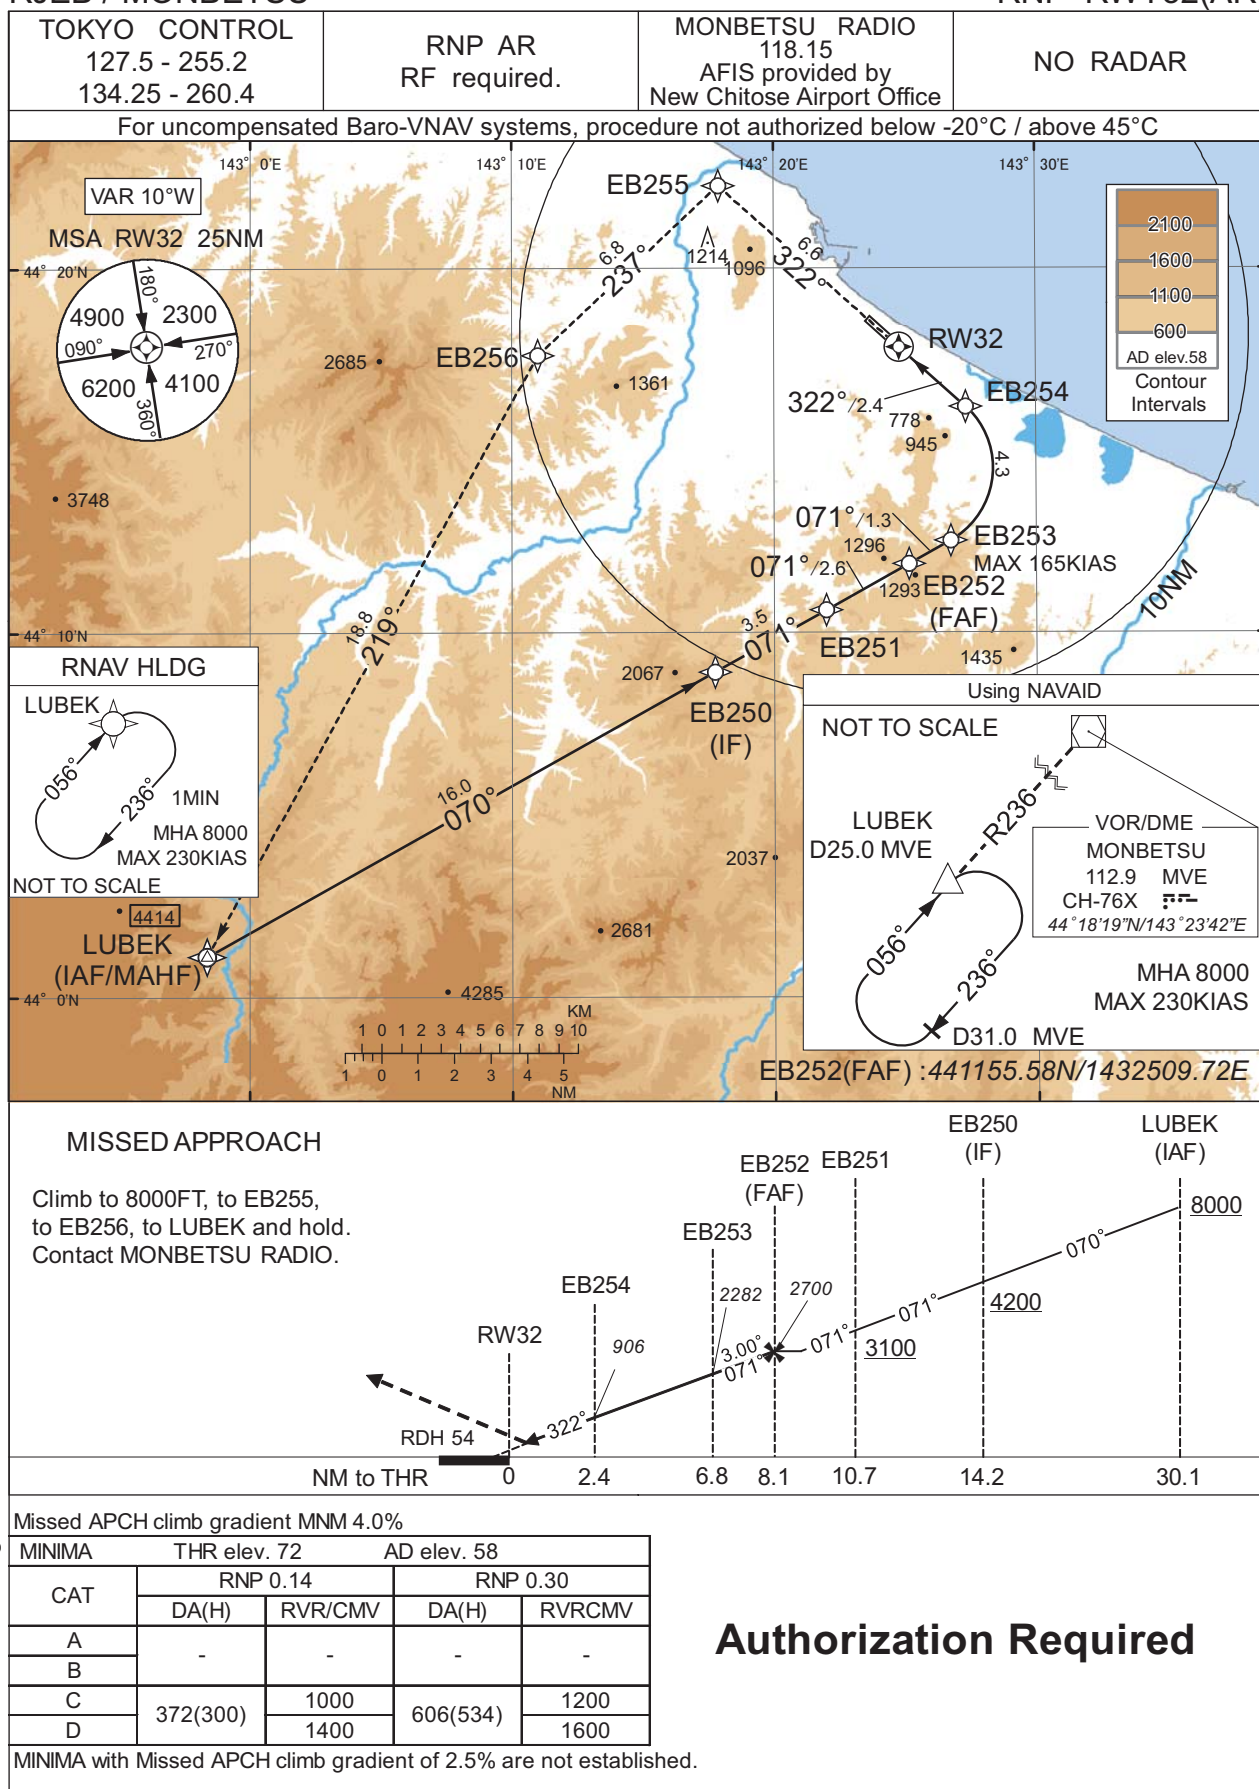 TOKYO CONTROL
127.5 - 255.2
134.25 - 260.4
RNP AR
RF required.
MONBETSU RADIO
118.15
AFIS provided by
New Chitose Airport Office
NO RADAR
For uncompensated Baro-VNAV systems, procedure not authorized below -20°C / above 45°C
143° 0'E
143° 10'E
143° 20'E
143° 30'E
VAR 10°W
MSA RW32 25NM
180°
4900
2300
090°
270°
6200
4100
360°
44° 20'N
EB255
6.8
237°
1214
1096
6.6
322°
2100
1600
1100
600
AD elev.58
Contour
Intervals
RW32
EB256
2685
1361
322°/2.4
EB254
778
945
4.3
3748
071°/1.3
EB253
MAX 165KIAS
1296
071°/2.6
1293
EB252
(FAF)
10NM
18.8
219°
3.5
071°
EB251
1435
44° 10'N
2067
EB250
(IF)
RNAV HLDG
LUBEK
056°
236°
1MIN
MHA 8000
MAX 230KIAS
NOT TO SCALE
16.0
070°
Using NAVAID
NOT TO SCALE
R236
LUBEK
D25.0 MVE
VOR/DME
MONBETSU
112.9 MVE
CH-76X
44°18'19"N/143°23'42"E
056°
236°
MHA 8000
MAX 230KIAS
D31.0 MVE
2037
4414
LUBEK
(IAF/MAHF)
2681
4285
44° 0'N
KM
1 0 1 2 3 4 5 6 7 8 9 10
1 0 1 2 3 4 5
NM
EB252(FAF) :441155.58N/1432509.72E
MISSED APPROACH
Climb to 8000FT, to EB255,
to EB256, to LUBEK and hold.
Contact MONBETSU RADIO.
EB250
(IF)
LUBEK
(IAF)
EB252
(FAF)
EB251
8000
EB253
070°
EB254
2282
2700
071°
4200
RW32
906
3.00°
071°
071°
3100
322°
RDH 54
NM to THR 0 2.4 6.8 8.1 10.7 14.2 30.1
Missed APCH climb gradient MNM 4.0%
MINIMA THR elev. 72 AD elev. 58
CAT RNP 0.14 RNP 0.30
DA(H) RVR/CMV DA(H) RVRCMV
A
- - - -
B
C 372(300) 1000 606(534) 1200
D 1400 1600
MINIMA with Missed APCH climb gradient of 2.5% are not established.
Authorization Required